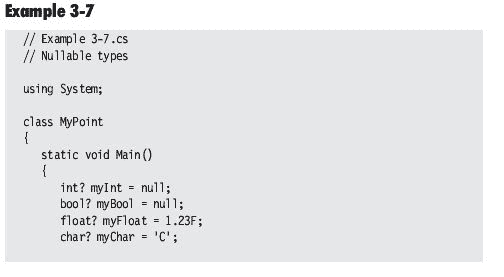 Example 3-7
// Example 3-7.cs
// Nullable types
using System;
class MyPoint
{
static void Main()
{
int? myInt = null;
bool? myBool = null;
float? myFloat = 1.23F;
char? myChar = 'C';